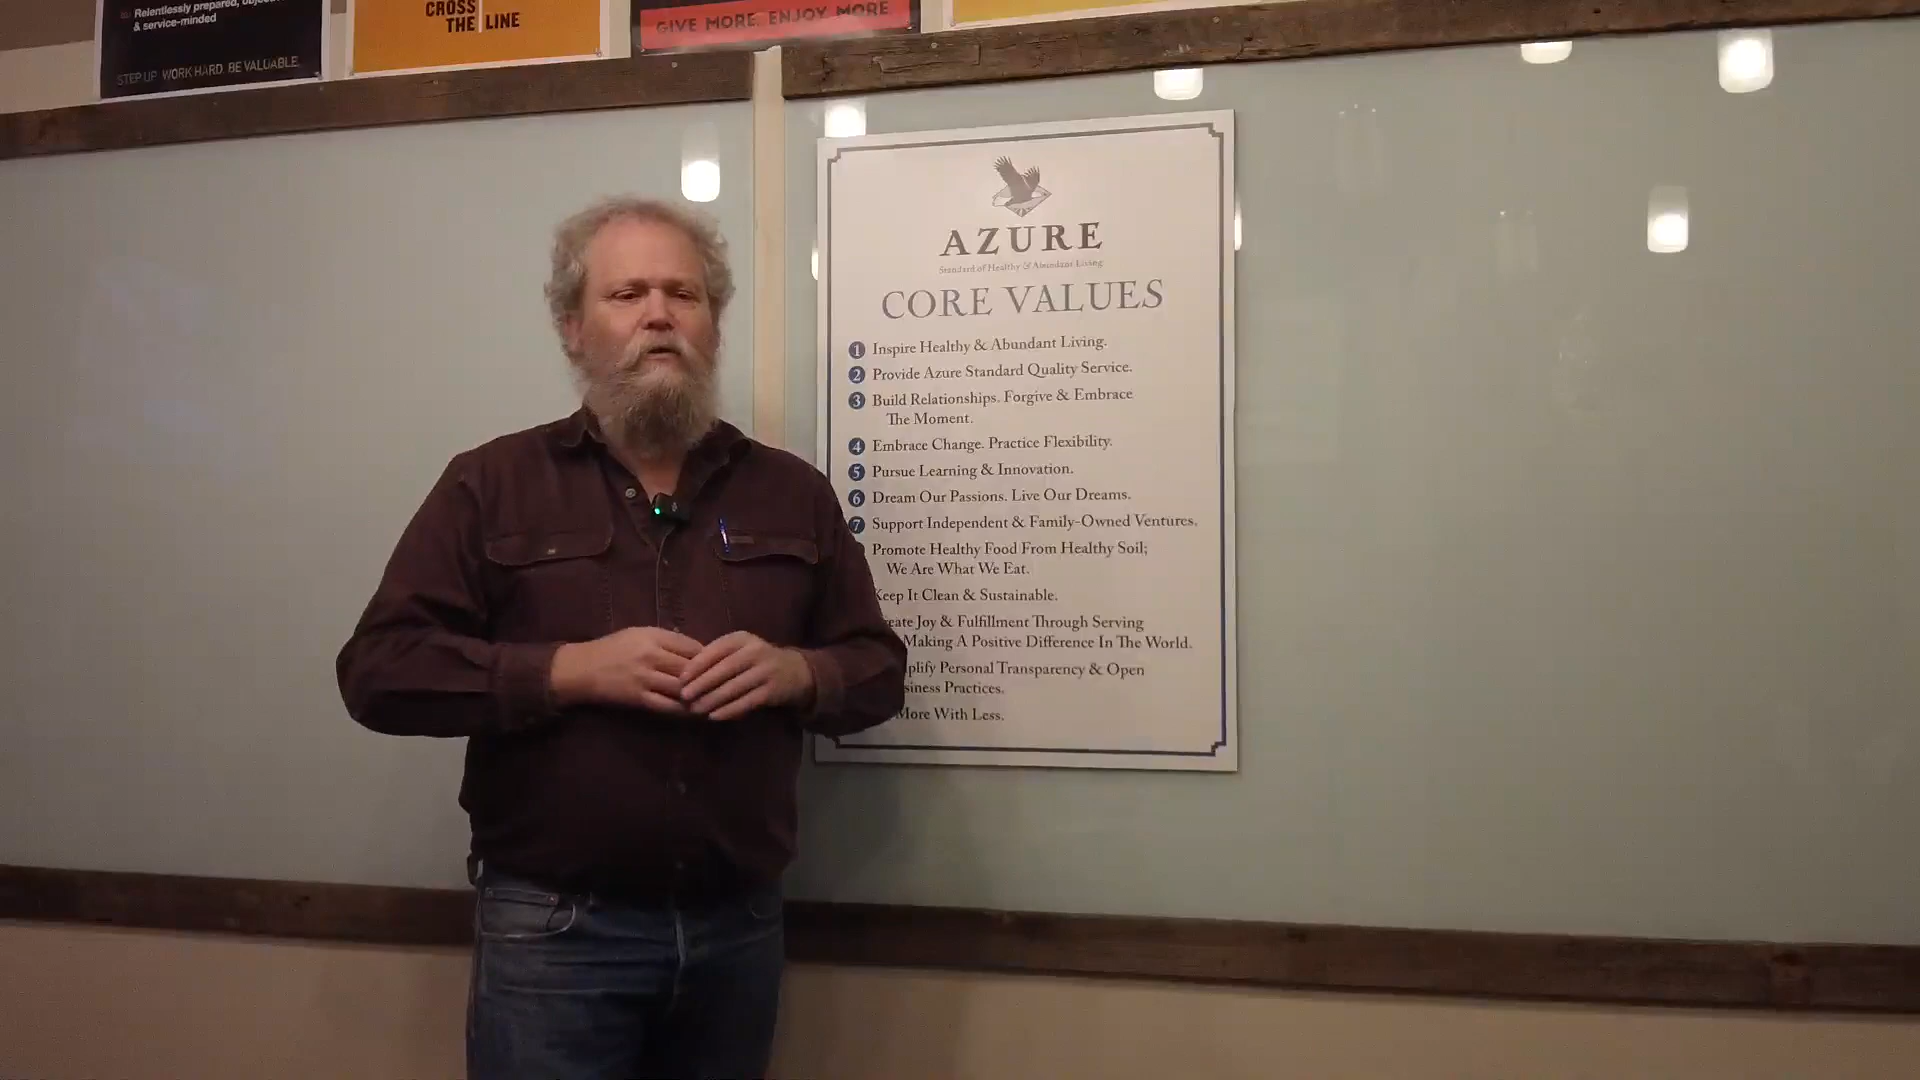 Relentlessly prepared,
& service-minded
STEP UP. WORK HARD. BE VALUABLE.
CROSS
THE LINE
GIVE MORE. ENJOY MORE.
AZURE
Standard of Healthy & Abundant Living
CORE VALUES
1 Inspire Healthy & Abundant Living.
2 Provide Azure Standard Quality Service.
3 Build Relationships. Forgive & Embrace
The Moment.
4 Embrace Change. Practice Flexibility.
5 Pursue Learning & Innovation.
6 Dream Our Passions. Live Our Dreams.
7 Support Independent & Family-Owned Ventures.
Promote Healthy Food From Healthy Soil;
We Are What We Eat.
Keep It Clean & Sustainable.
Joy & Fulfillment Through Serving
Making A Positive Difference In The World.
Personal Transparency & Open
Practices.
More With Less.